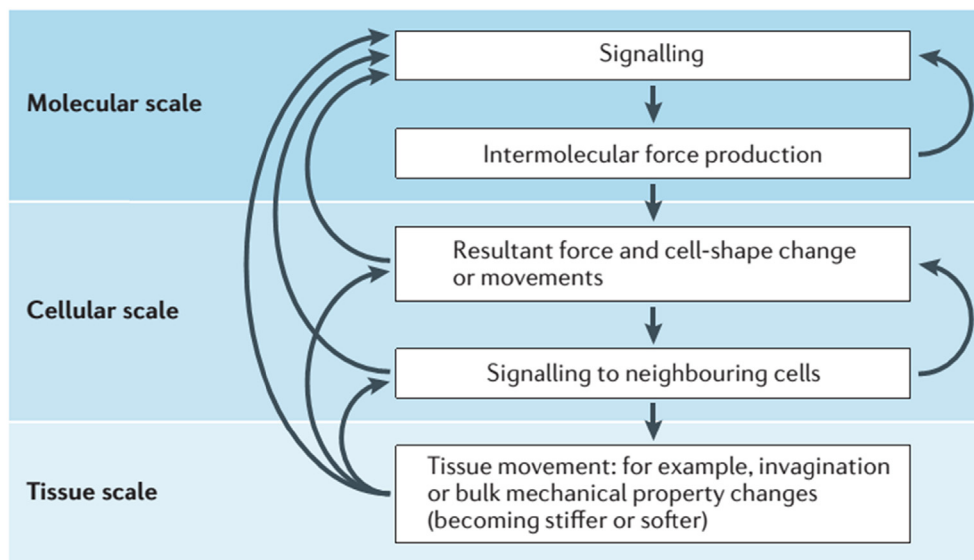 Signalling
Molecular scale
Intermolecular force production
Resultant force and cell-shape change
or movements
Cellular scale
Signalling to neighbouring cells
Tissue movement: for example, invagination
or bulk mechanical property changes
(becoming stiffer or softer)
Tissue scale